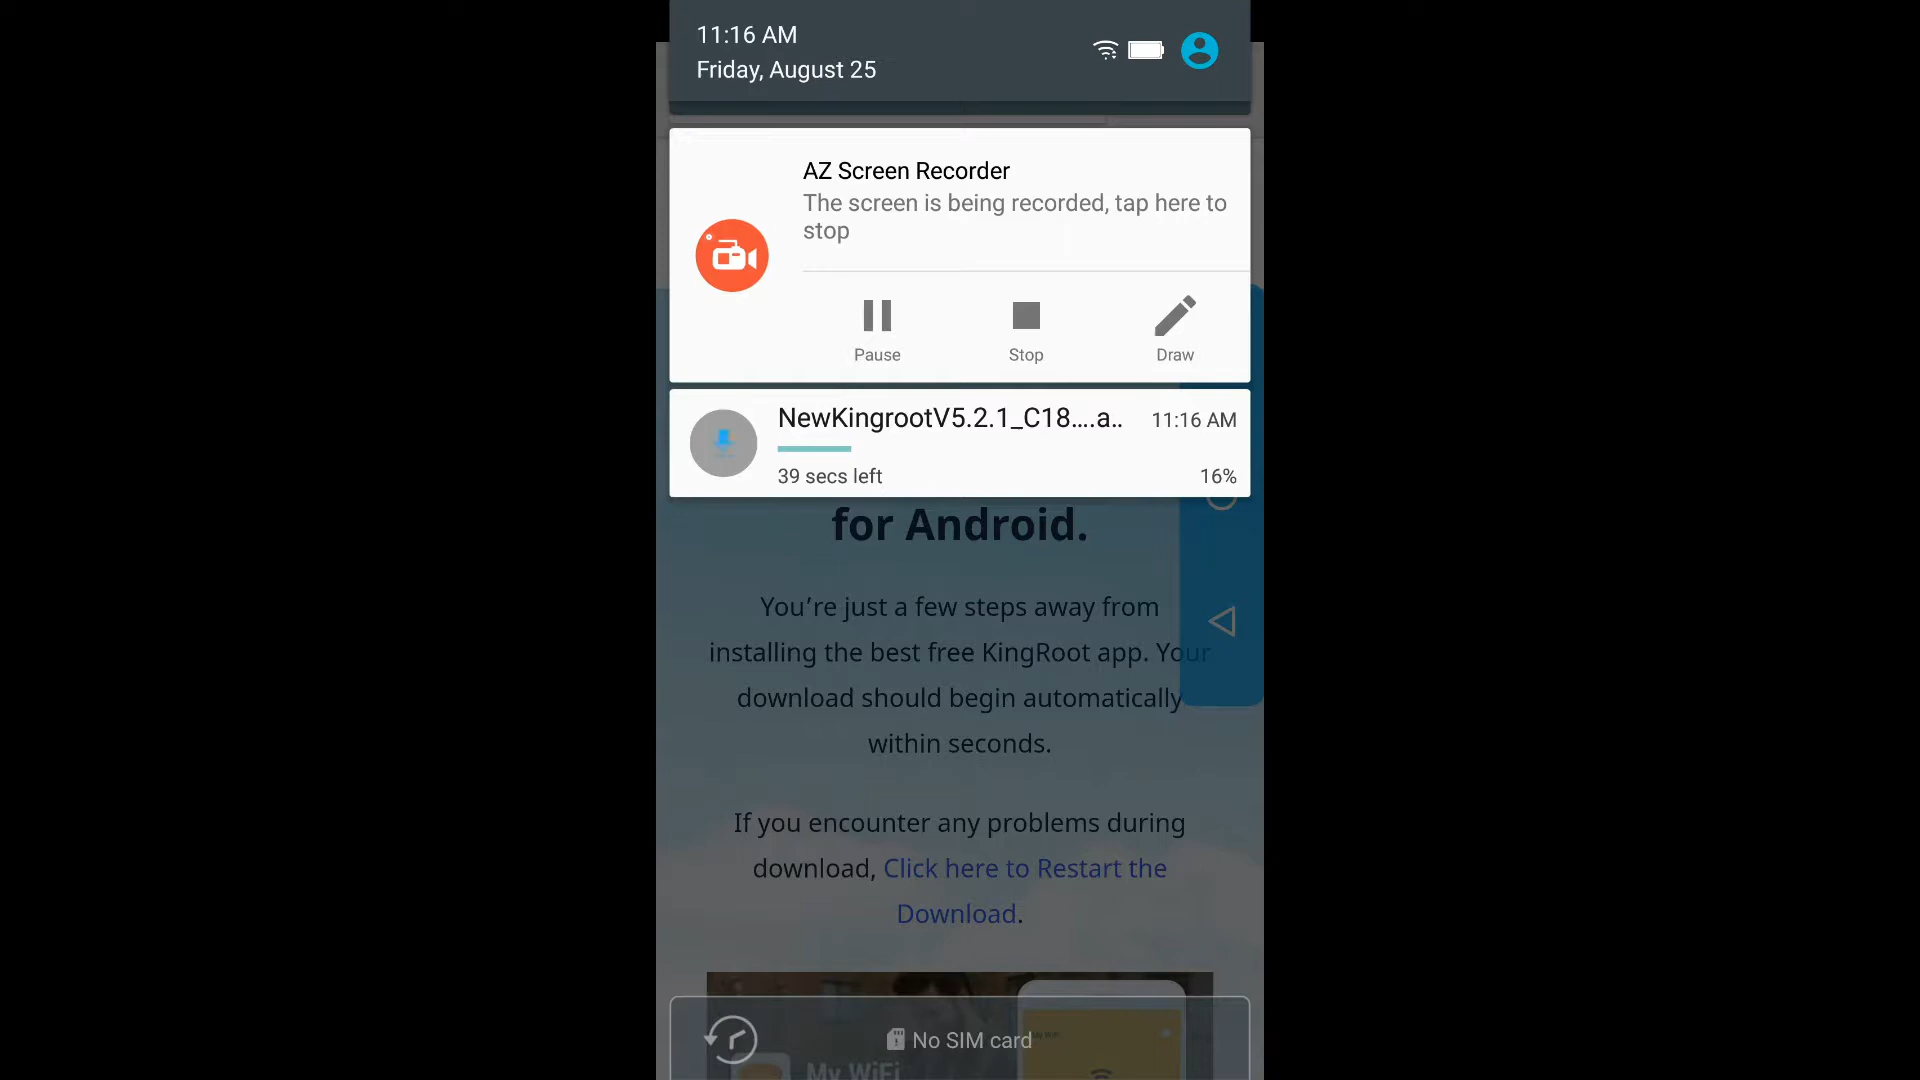 11:16 AM
Friday, August 25
AZ Screen Recorder
The screen is being recorded, tap here to
stop
Pause
Stop
Draw
NewKingrootV5.2.1_C18....a..
11:16 AM
39 secs left
16%
for Android.
You’re just a few steps away from
installing the best free KingRoot app. Your
download should begin automatically
within seconds.
If you encounter any problems during
download, Click here to Restart the
Download.
No SIM card
My WiFi